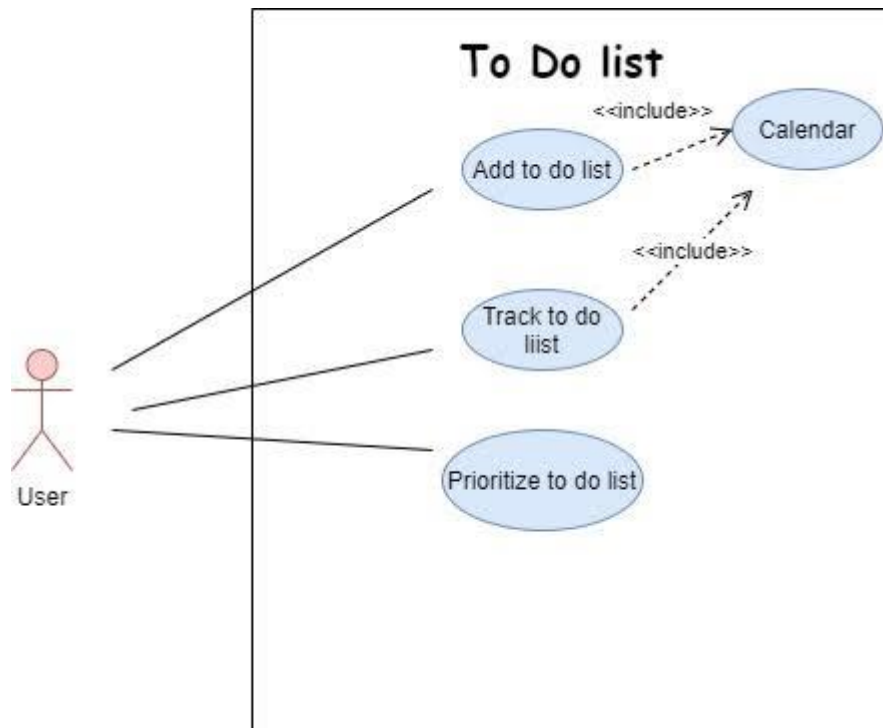 To Do list
<<include>>
Calendar
Add to do list
<<include>>
Track to do
liist
Prioritize to do list
User